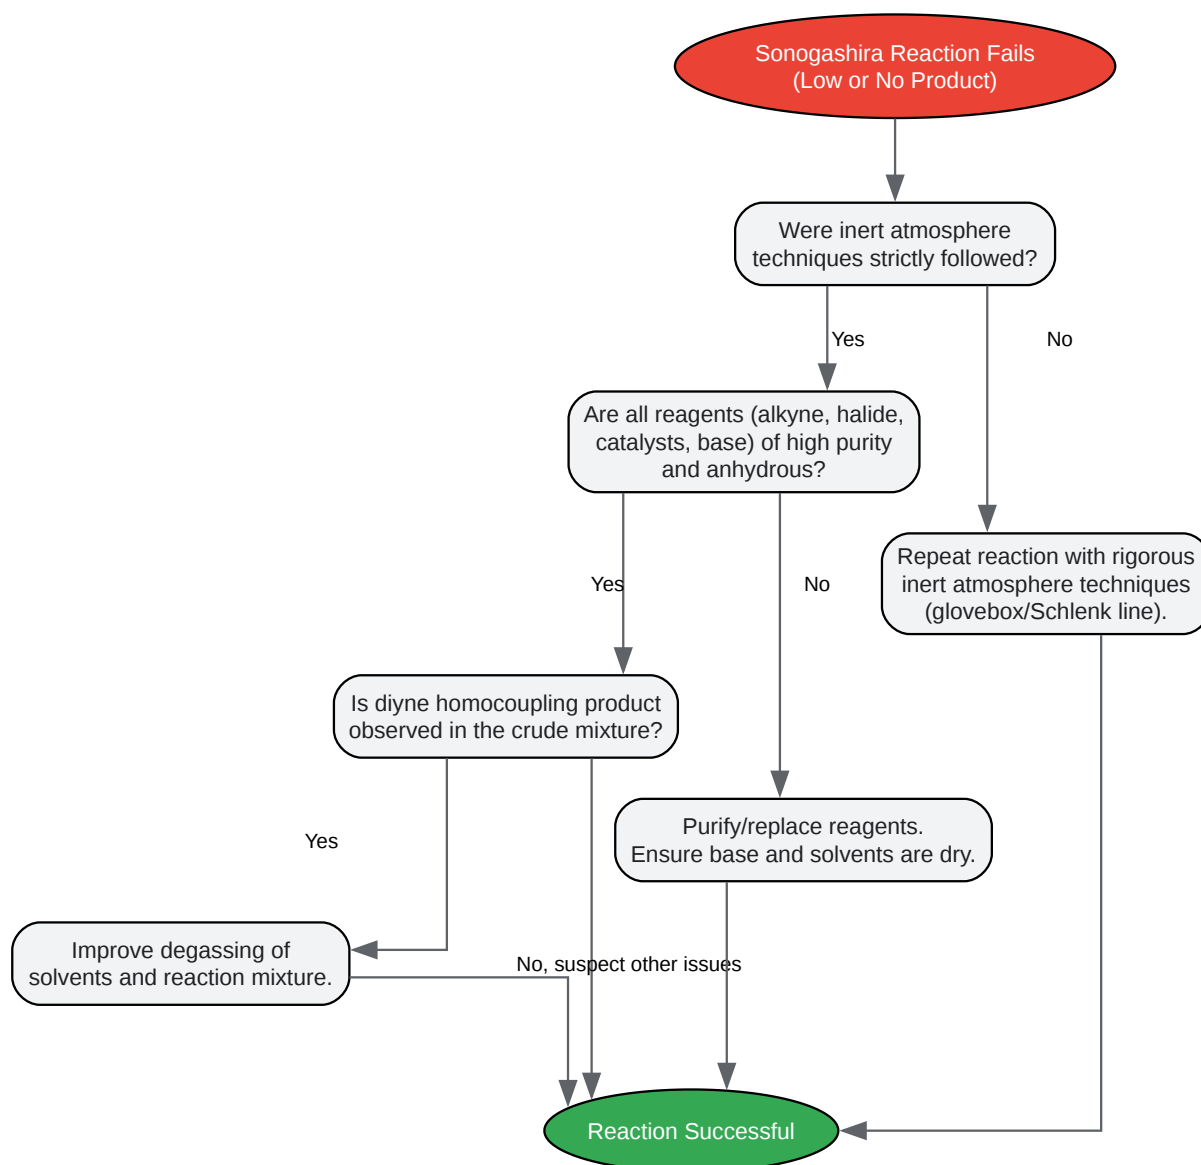 Sonogashira Reaction Fails
(Low or No Product)
Were inert atmosphere
techniques strictly followed?
Yes
No
Are all reagents (alkyne, halide,
catalysts, base) of high purity
and anhydrous?
Repeat reaction with rigorous
inert atmosphere techniques
(glovebox/Schlenk line).
Yes
No
Is diyne homocoupling product
observed in the crude mixture?
Purify/replace reagents.
Ensure base and solvents are dry.
Yes
Improve degassing of
solvents and reaction mixture.
No, suspect other issues
Reaction Successful